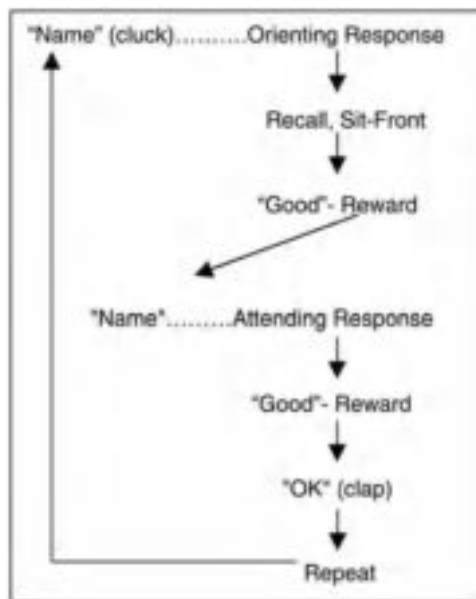 "Name" (cluck)..........Orienting Response
Recall, Sit-Front
"Good"- Reward
"Name".........Attending Response
"Good"- Reward
"OK" (clap)
Repeat